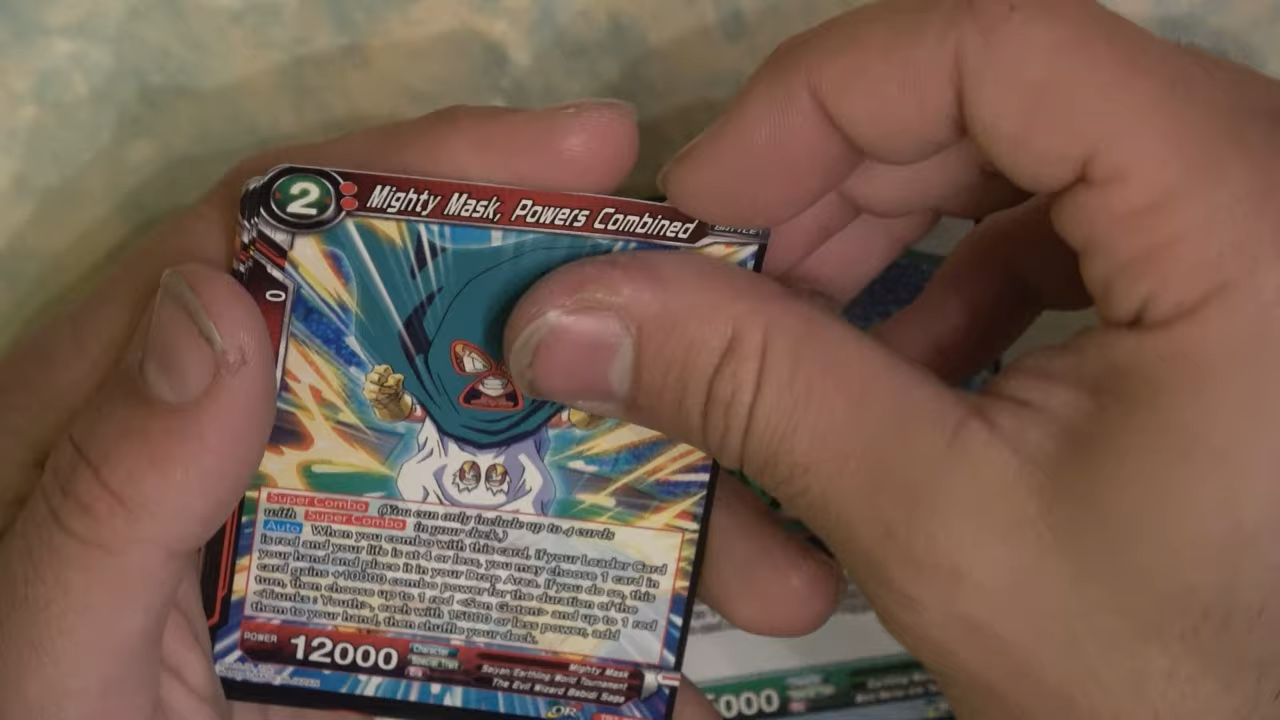 2 Mighty Mask, Powers Combined
BATTLE
0
Super Combo (You can only include up to 4 cards
with Super Combo in your deck.)
Auto When you combo with this card, if your Leader Card
is red and your life is at 4 or less, you may choose 1 card in
your hand and place it in your Drop Area. If you do so, this
card gains +10000 combo power for the duration of the
turn, then choose up to 1 red <Son Goten> and up to 1 red
<Trunks : Youth>, each with 15000 or less power, add
them to your hand, then shuffle your deck.
POWER 12000
Character Mighty Mask
Special Trait Saiyan/Earthling/World Tournament
The Evil Wizard Babidi Saga
000